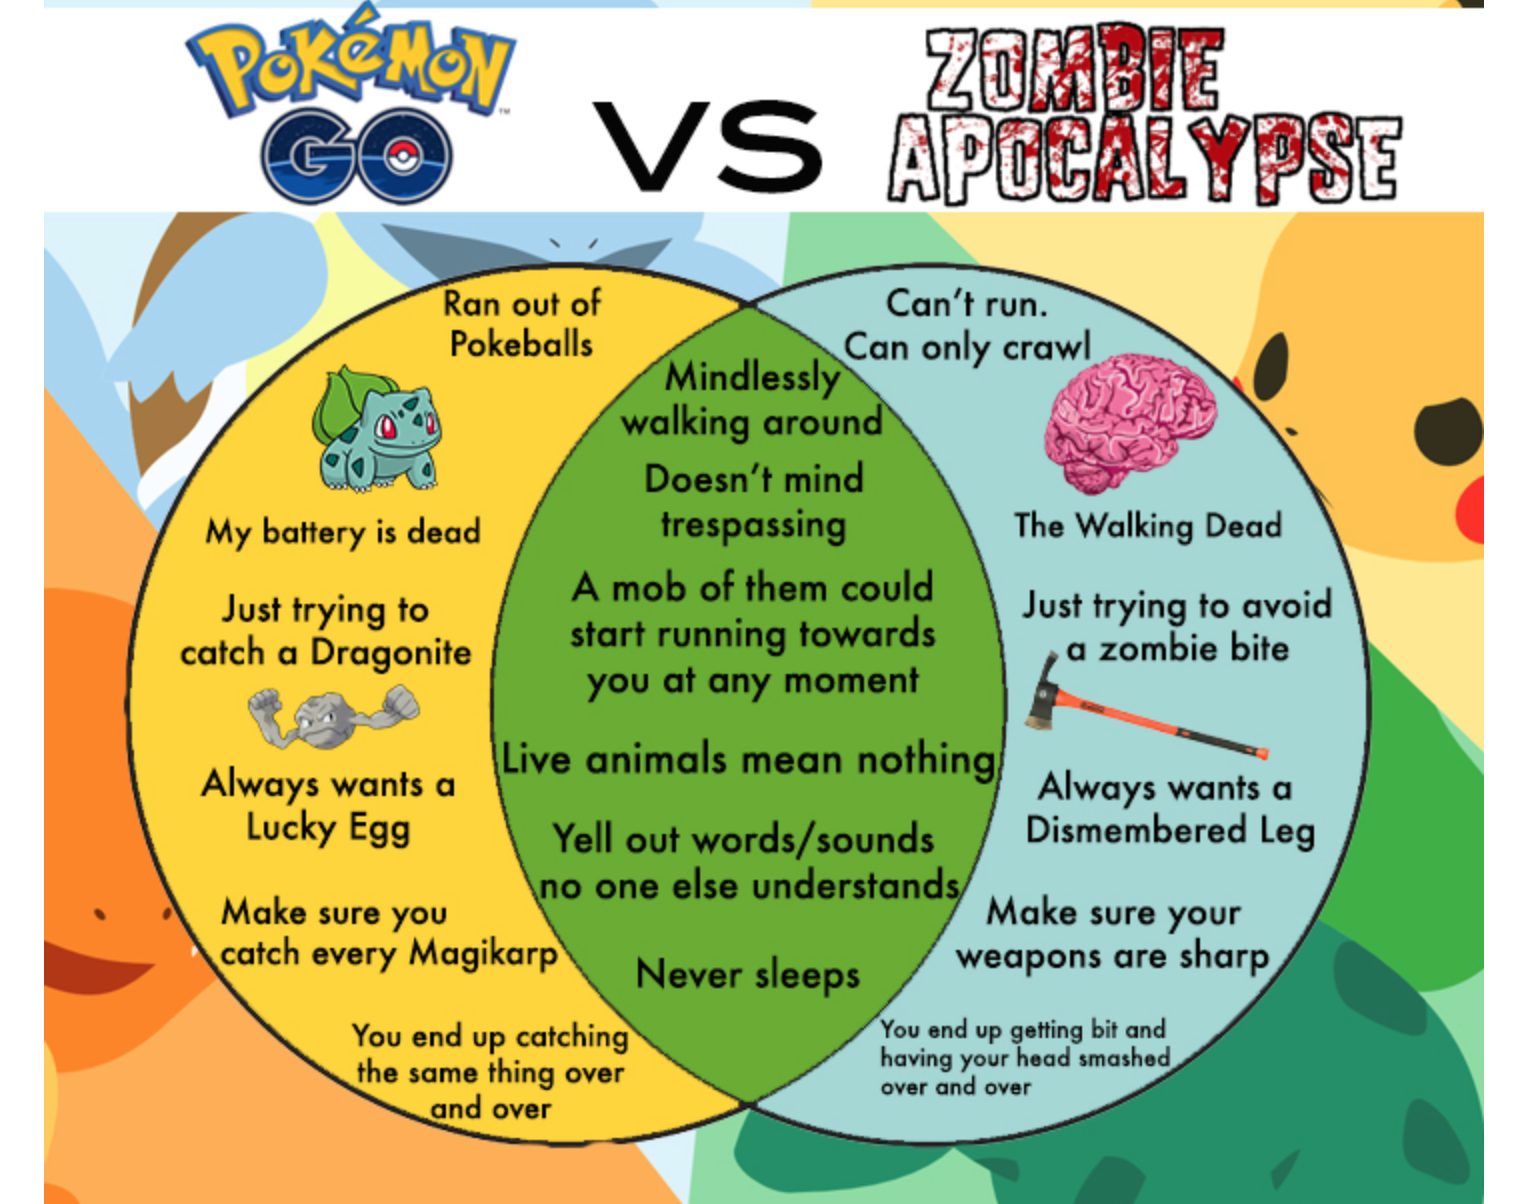 POKéMON
GO
™
VS
ZOMBIE
APOCALYPSE
Ran out of
Pokeballs
My battery is dead
Just trying to
catch a Dragonite
Always wants a
Lucky Egg
Make sure you
catch every Magikarp
You end up catching
the same thing over
and over
Mindlessly
walking around
Doesn't mind
trespassing
A mob of them could
start running towards
you at any moment
Live animals mean nothing
Yell out words/sounds
no one else understands
Never sleeps
Can't run.
Can only crawl
The Walking Dead
Just trying to avoid
a zombie bite
Always wants a
Dismembered Leg
Make sure your
weapons are sharp
You end up getting bit and
having your head smashed
over and over